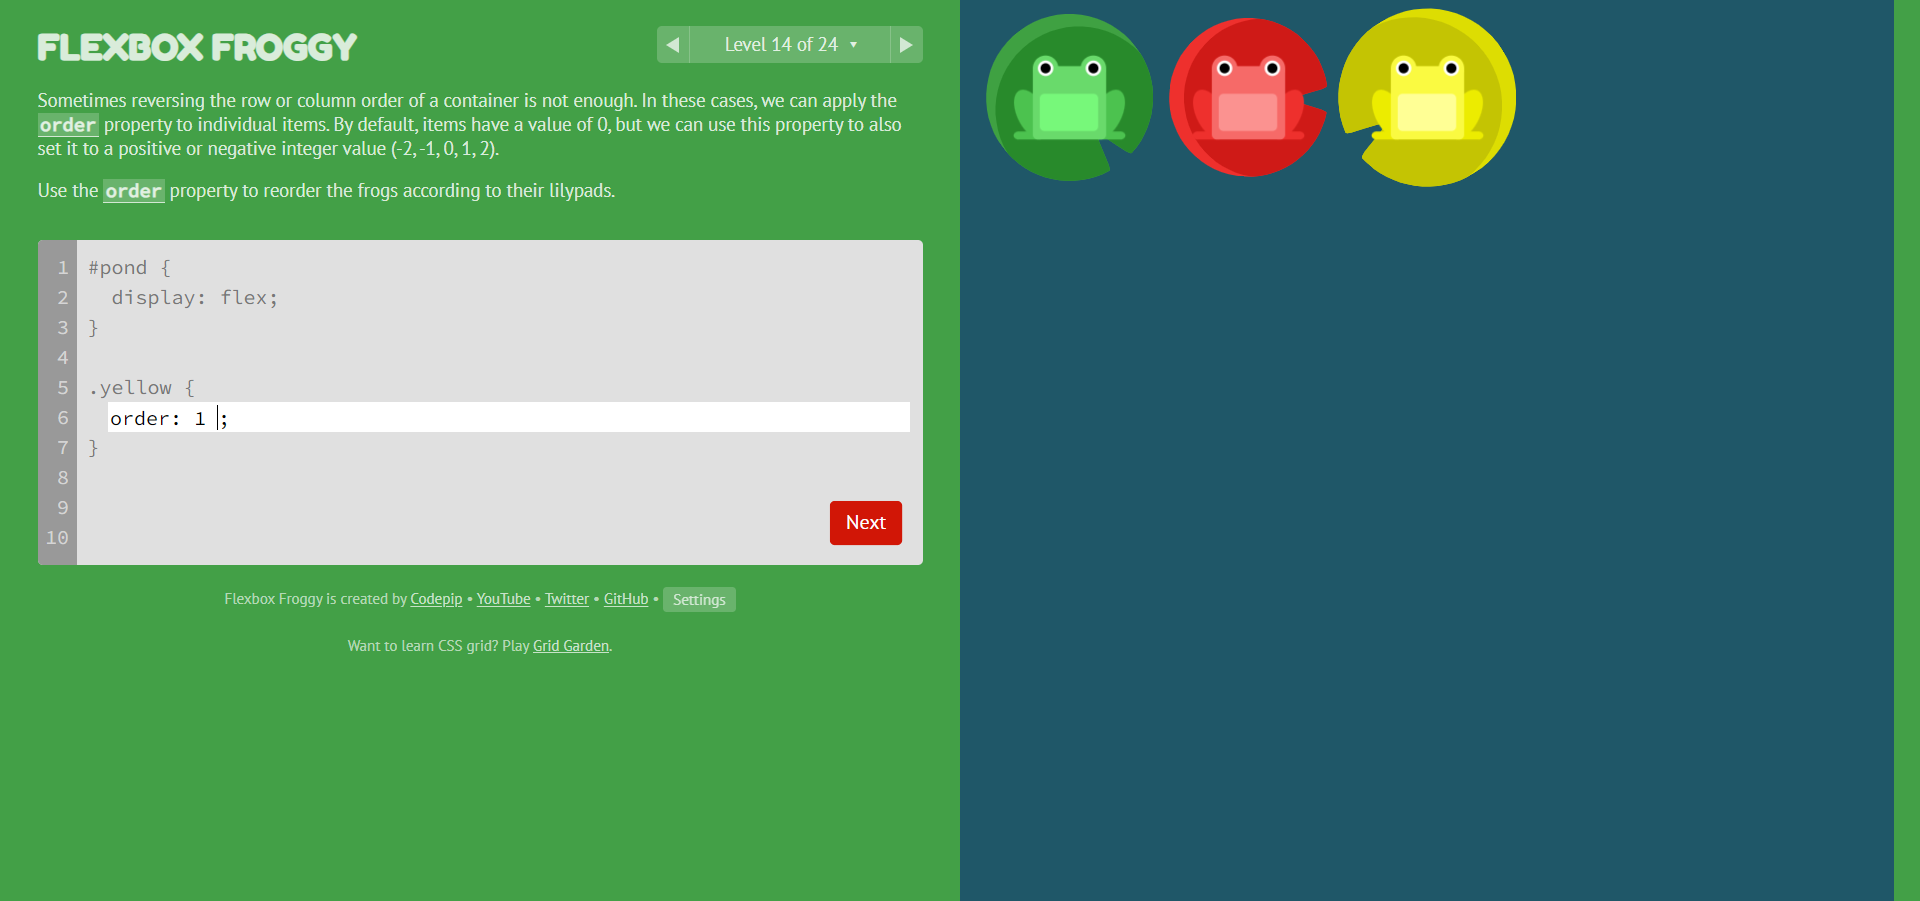 FLEXBOX FROGGY
Level 14 of 24 ▾
Sometimes reversing the row or column order of a container is not enough. In these cases, we can apply the
order property to individual items. By default, items have a value of 0, but we can use this property to also
set it to a positive or negative integer value (-2, -1, 0, 1, 2).
Use the order property to reorder the frogs according to their lilypads.
1 #pond {
2 display: flex;
3 }
4
5 .yellow {
6 order: 1 ;
7 }
8
9
10
Next
Flexbox Froggy is created by Codepip • YouTube • Twitter • GitHub • Settings
Want to learn CSS grid? Play Grid Garden.